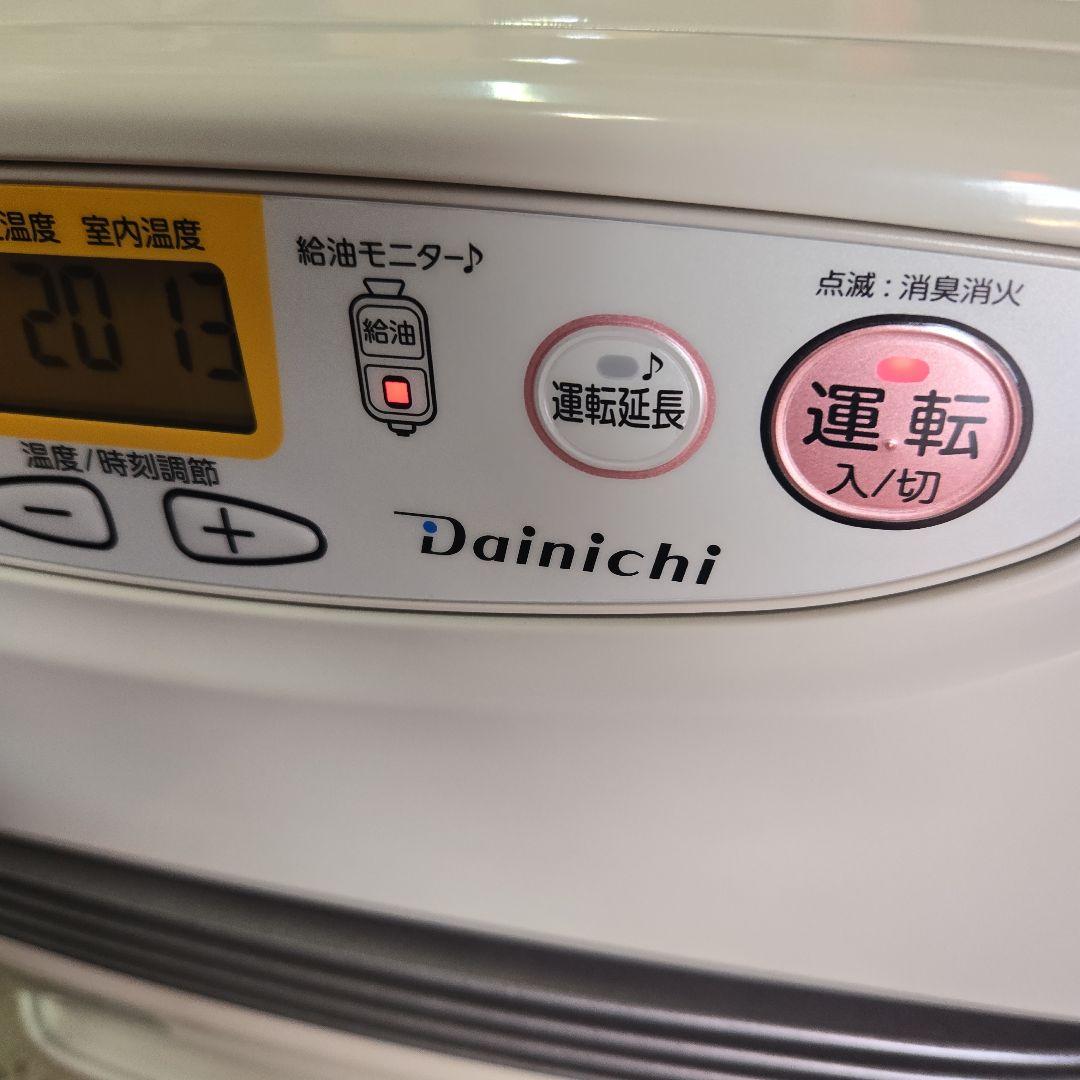 温度 室内温度
20 13
給油モニター♪
給油
♪
運転延長
点滅：消臭消火
運転
入/切
温度/時刻調節
− +
Dainichi